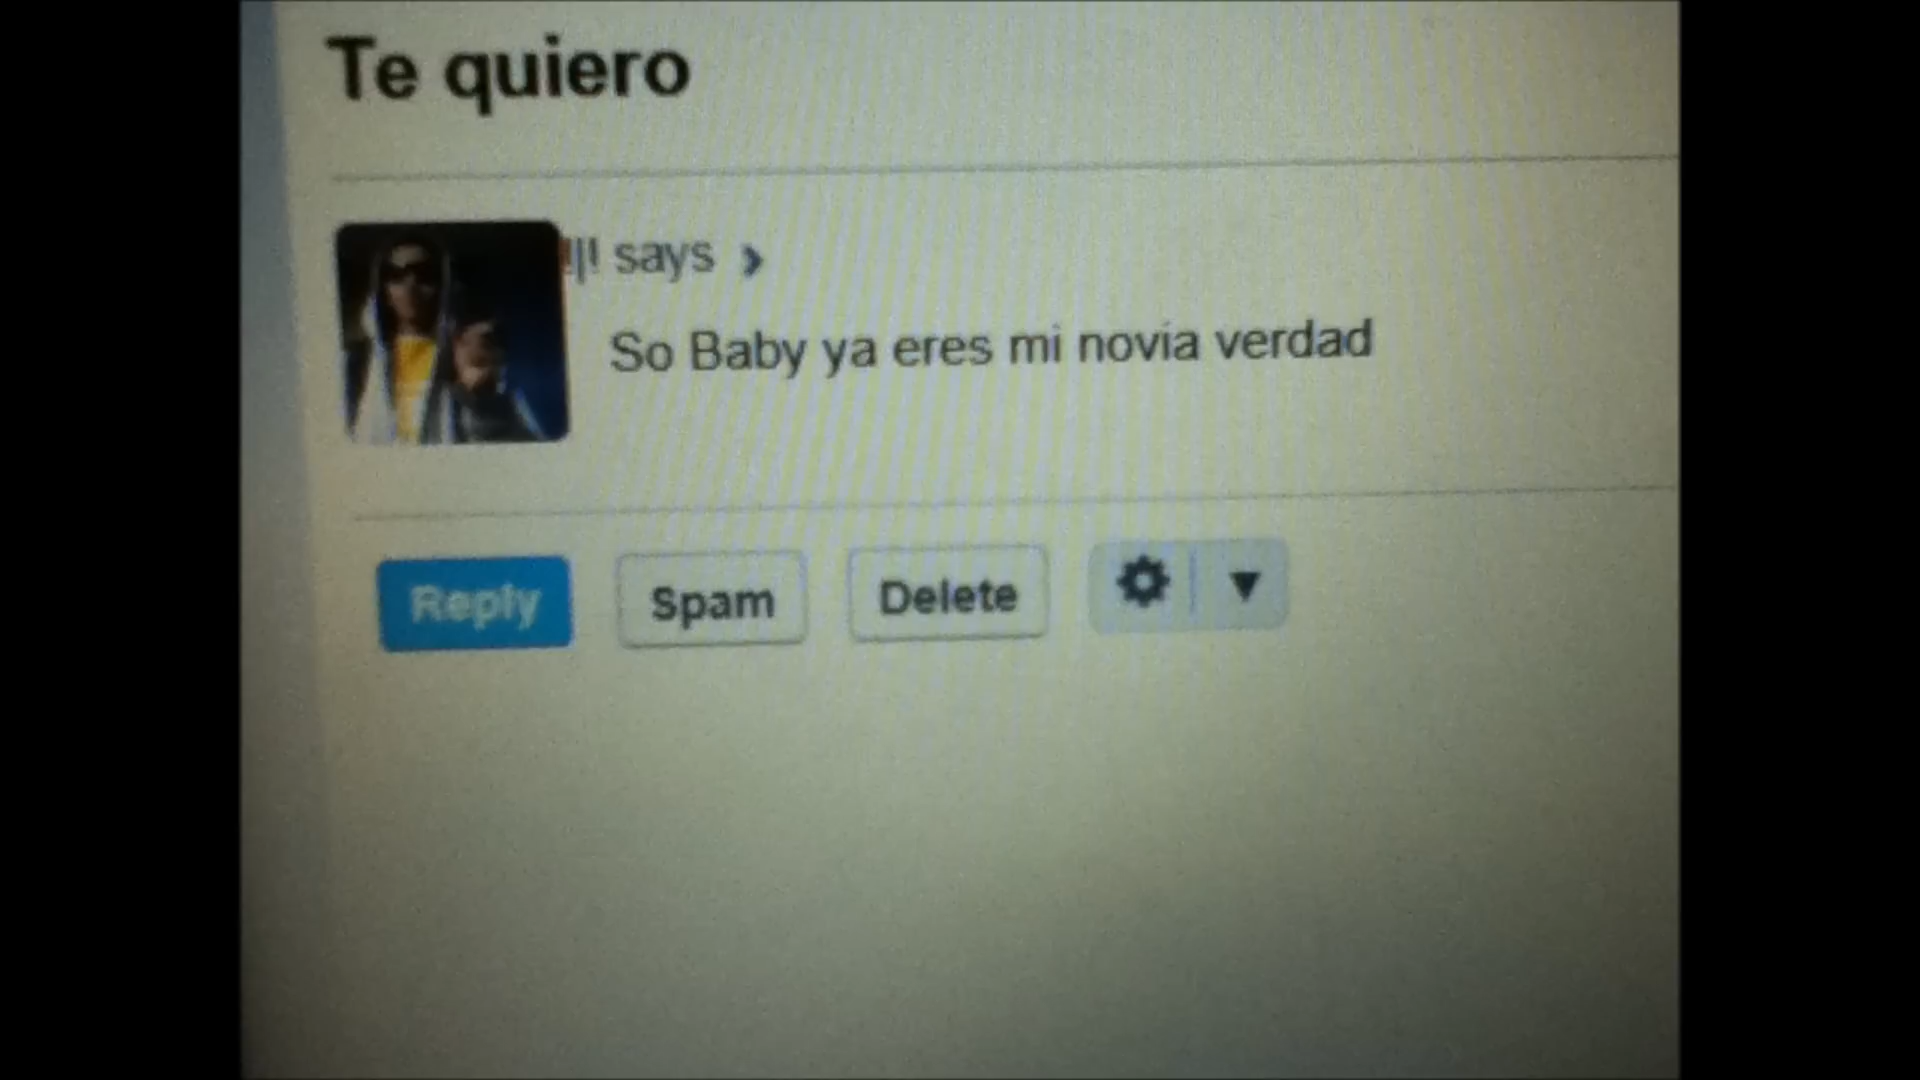 Te quiero
says
So Baby ya eres mi novia verdad
Reply Spam Delete